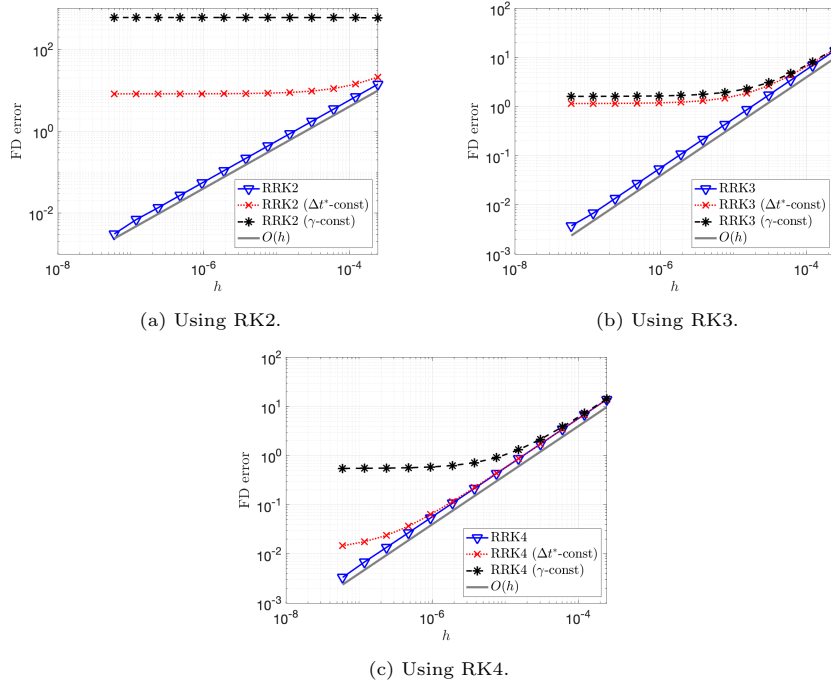 10^2
10^0
10^-2
FD error
10^-8
10^-6
10^-4
h
RRK2
RRK2 (Δt*-const)
RRK2 (γ-const)
O(h)
(a) Using RK2.
10^2
10^1
10^0
10^-1
10^-2
10^-3
FD error
10^-8
10^-6
10^-4
h
RRK3
RRK3 (Δt*-const)
RRK3 (γ-const)
O(h)
(b) Using RK3.
10^2
10^1
10^0
10^-1
10^-2
10^-3
FD error
10^-8
10^-6
10^-4
h
RRK4
RRK4 (Δt*-const)
RRK4 (γ-const)
O(h)
(c) Using RK4.